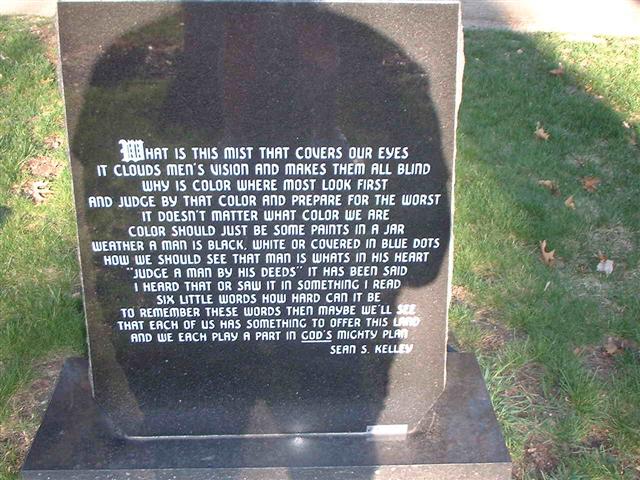 WHAT IS THIS MIST THAT COVERS OUR EYES
IT CLOUDS MEN'S VISION AND MAKES THEM ALL BLIND
WHY IS COLOR WHERE MOST LOOK FIRST
AND JUDGE BY THAT COLOR AND PREPARE FOR THE WORST
IT DOESN'T MATTER WHAT COLOR WE ARE
COLOR SHOULD JUST BE SOME PAINTS IN A JAR
WEATHER A MAN IS BLACK, WHITE OR COVERED IN BLUE DOTS
HOW WE SHOULD SEE THAT MAN IS WHATS IN HIS HEART
"JUDGE A MAN BY HIS DEEDS" IT HAS BEEN SAID
I HEARD THAT OR SAW IT IN SOMETHING I READ
SIX LITTLE WORDS HOW HARD CAN IT BE
TO REMEMBER THESE WORDS THEN MAYBE WE'LL SEE
THAT EACH OF US HAS SOMETHING TO OFFER THIS LAND
AND WE EACH PLAY A PART IN GOD'S MIGHTY PLAN
SEAN S. KELLEY